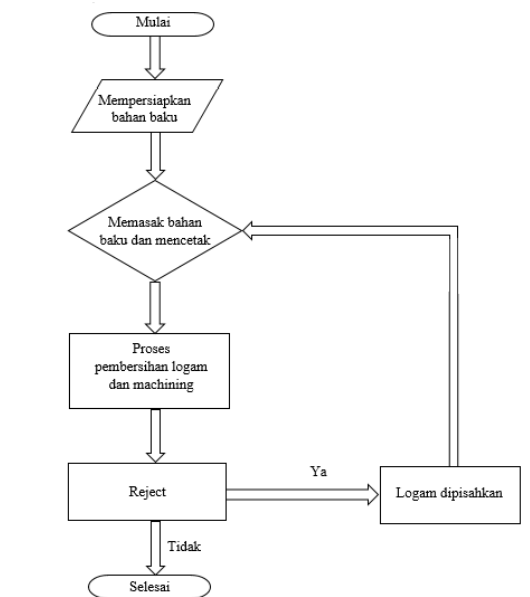 Mulai
Mempersiapkan
bahan baku
Memasak bahan
baku dan mencetak
Proses
pembersihan logam
dan machining
Reject
Ya
Logam dipisahkan
Tidak
Selesai